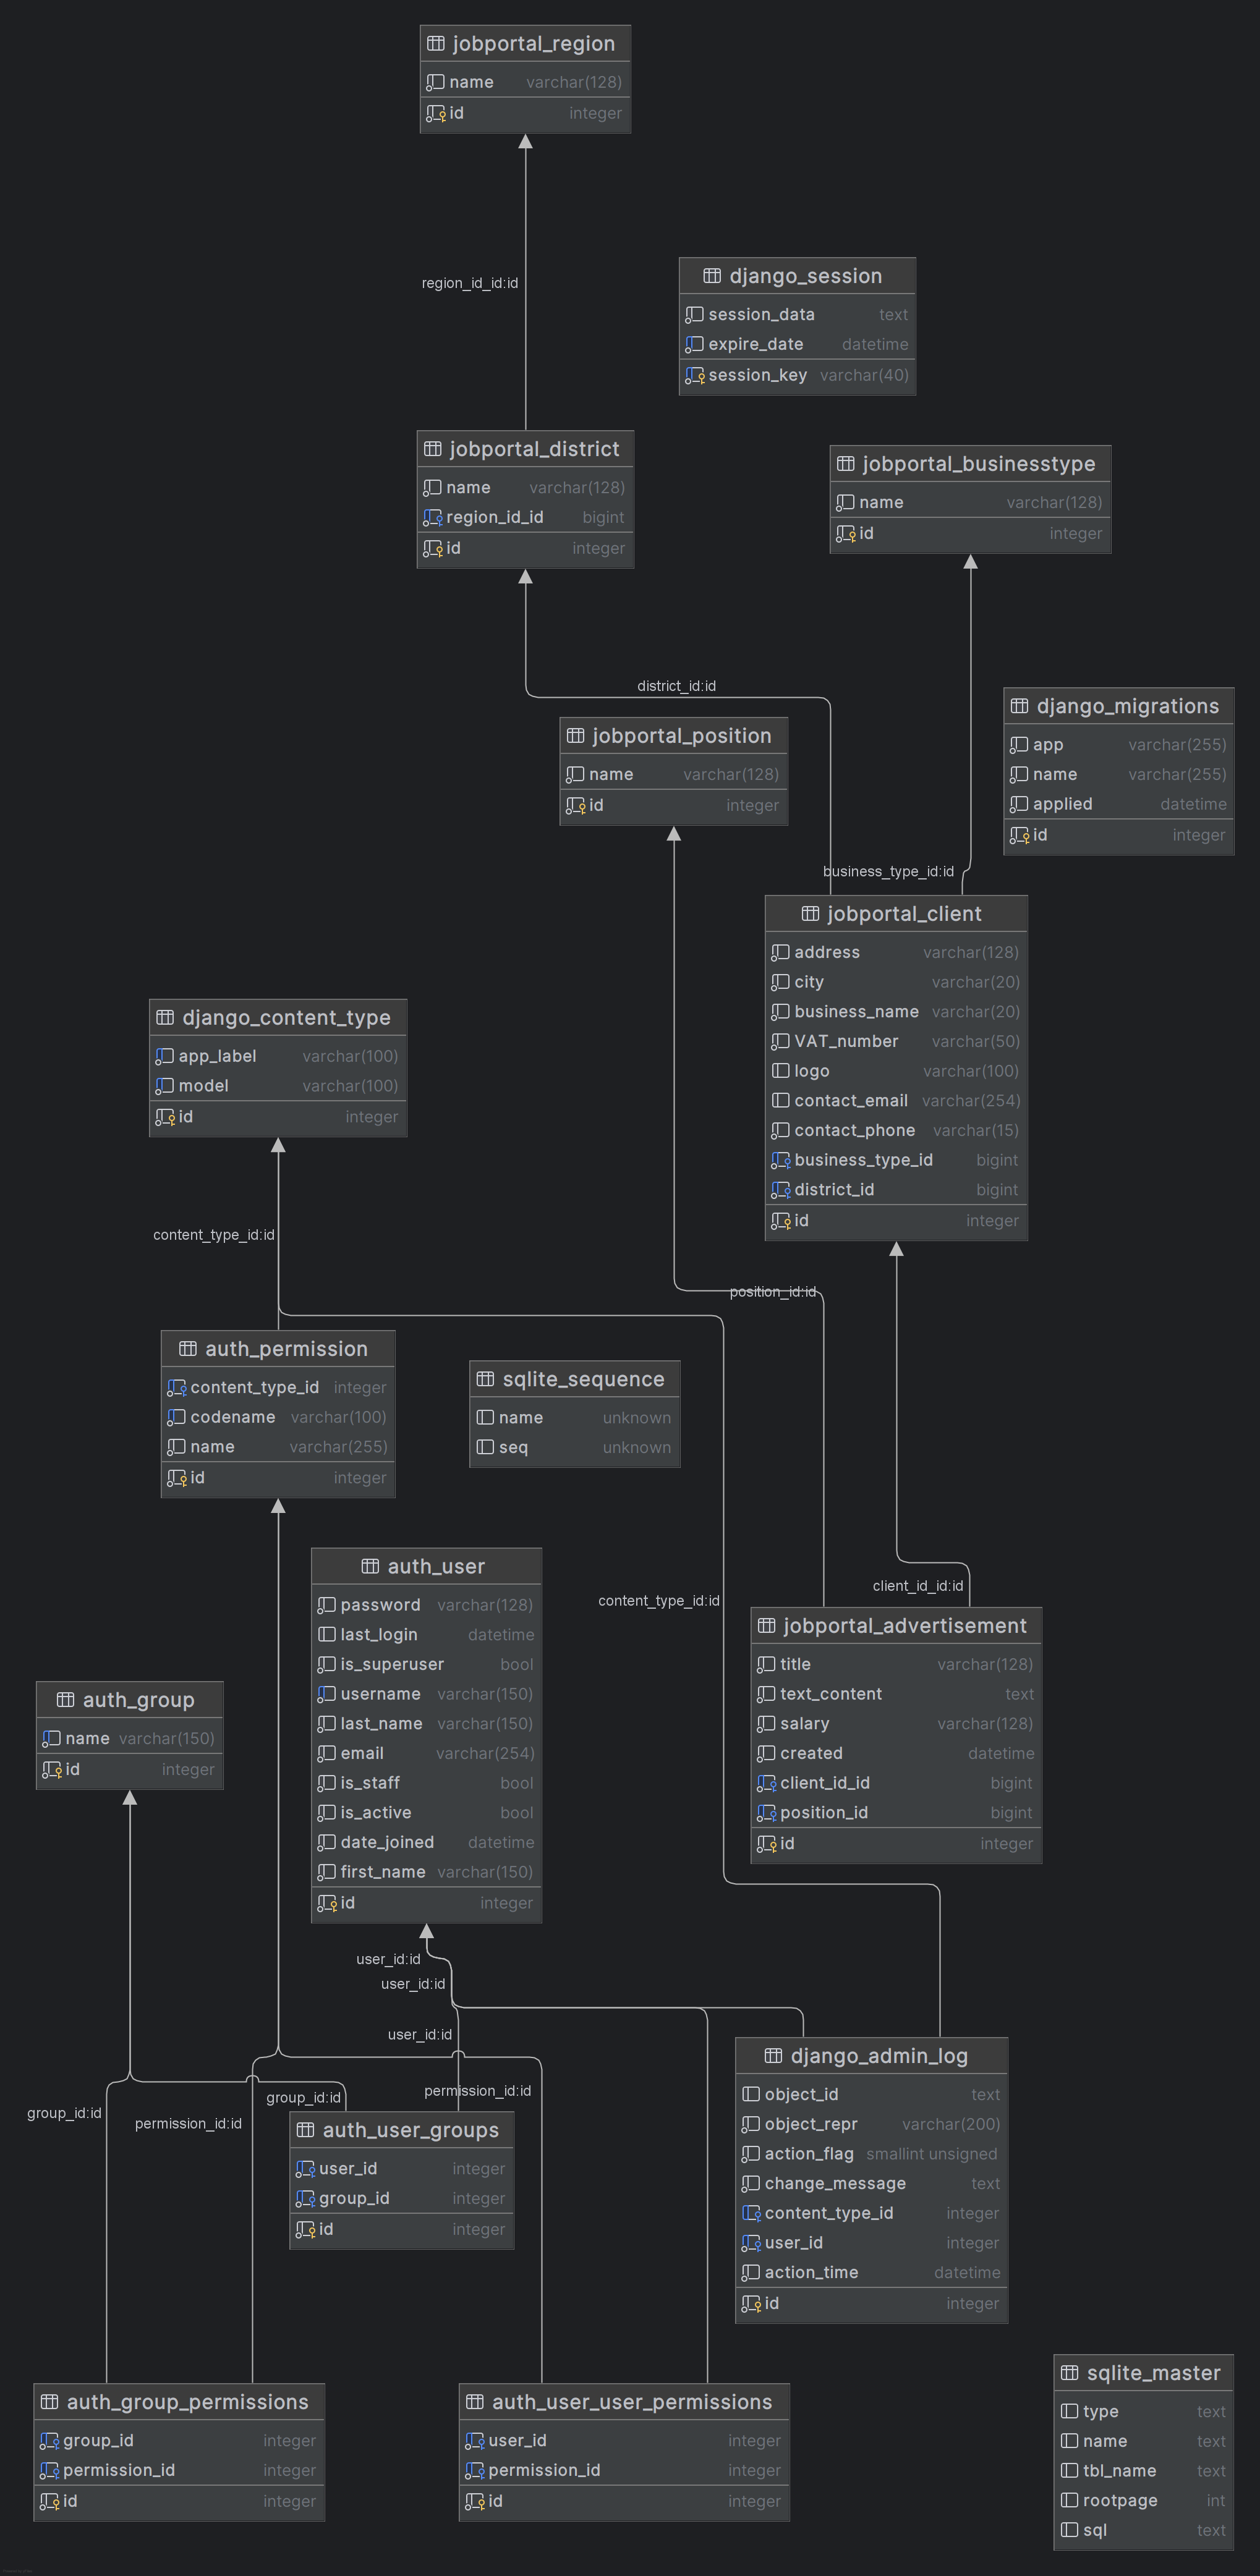 jobportal_region
name varchar(128)
id integer
region_id_id:id
django_session
session_data text
expire_date datetime
session_key varchar(40)
jobportal_district
name varchar(128)
region_id_id bigint
id integer
jobportal_businesstype
name varchar(128)
id integer
district_id:id
django_migrations
app varchar(255)
name varchar(255)
applied datetime
id integer
jobportal_position
name varchar(128)
id integer
business_type_id:id
jobportal_client
address varchar(128)
city varchar(20)
business_name varchar(20)
VAT_number varchar(50)
logo varchar(100)
contact_email varchar(254)
contact_phone varchar(15)
business_type_id bigint
district_id bigint
id integer
django_content_type
app_label varchar(100)
model varchar(100)
id integer
content_type_id:id
position_id:id
auth_permission
content_type_id integer
codename varchar(100)
name varchar(255)
id integer
sqlite_sequence
name unknown
seq unknown
auth_user
password varchar(128)
last_login datetime
is_superuser bool
username varchar(150)
last_name varchar(150)
email varchar(254)
is_staff bool
is_active bool
date_joined datetime
first_name varchar(150)
id integer
content_type_id:id
client_id_id:id
jobportal_advertisement
title varchar(128)
text_content text
salary varchar(128)
created datetime
client_id_id bigint
position_id bigint
id integer
auth_group
name varchar(150)
id integer
user_id:id
user_id:id
user_id:id
permission_id:id
group_id:id
group_id:id
permission_id:id
django_admin_log
object_id text
object_repr varchar(200)
action_flag smallint unsigned
change_message text
content_type_id integer
user_id integer
action_time datetime
id integer
auth_user_groups
user_id integer
group_id integer
id integer
auth_group_permissions
group_id integer
permission_id integer
id integer
auth_user_user_permissions
user_id integer
permission_id integer
id integer
sqlite_master
type text
name text
tbl_name text
rootpage int
sql text